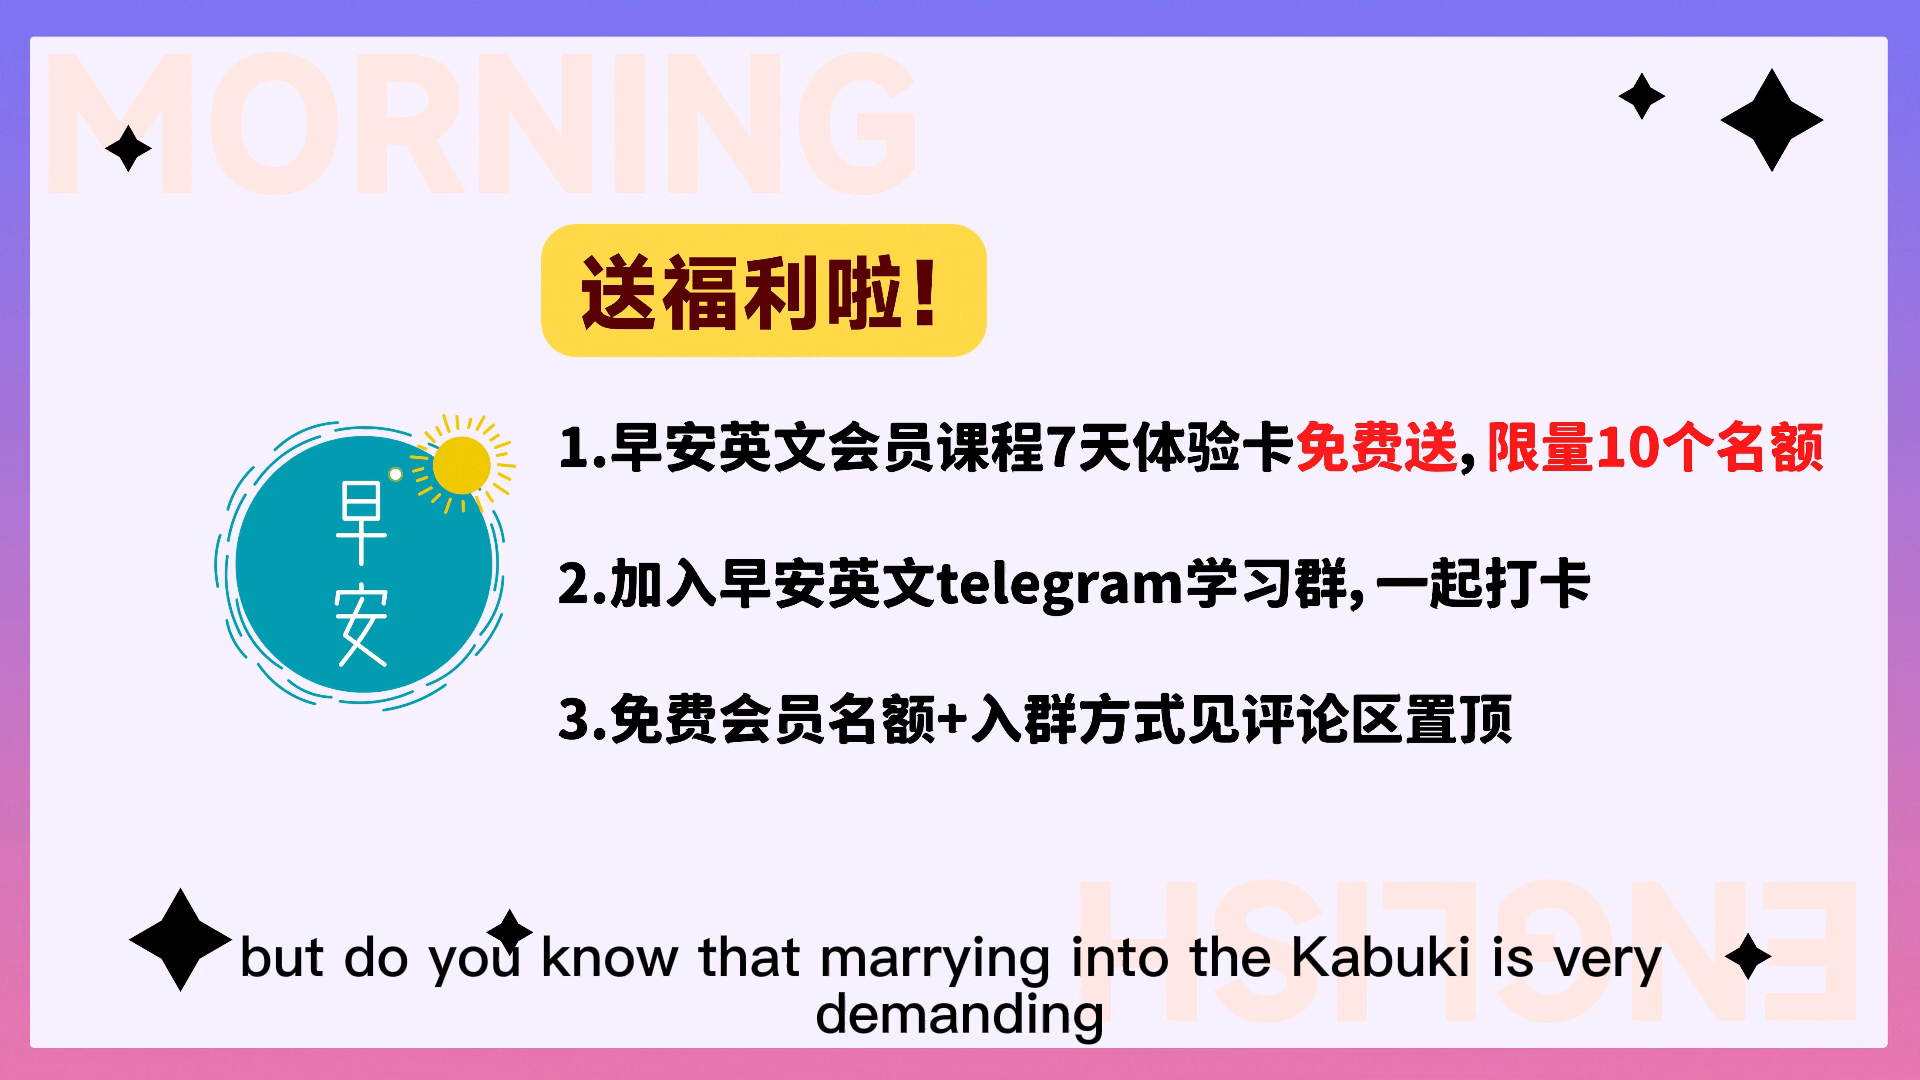 MORNING
送福利啦!
1.早安英文会员课程7天体验卡免费送,限量10个名额
早安
2.加入早安英文telegram学习群,一起打卡
3.免费会员名额+入群方式见评论区置顶
ENGLISH
but do you know that marrying into the Kabuki is very
demanding